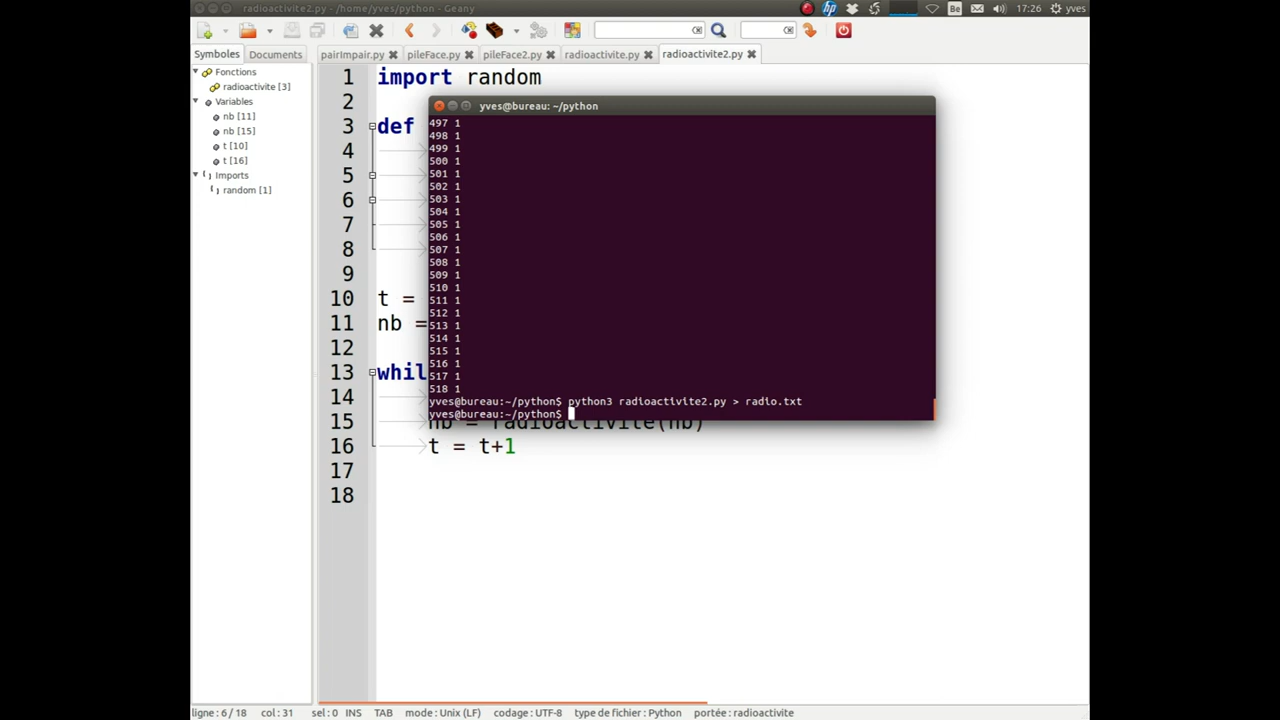 radioactivite2.py - /home/yves/python - Geany
Be 17:26 yves
Symboles Documents pairImpair.py pileFace.py pileFace2.py radioactivite.py radioactivite2.py
Fonctions
radioactivite [3]
Variables
nb [11]
nb [15]
t [10]
t [16]
Imports
random [1]
1 import random
2
3 def
4
5
6
7
8
9
10 t =
11 nb =
12
13 whil
14
15 nb = radioactivite(nb)
16 t = t+1
17
18
yves@bureau: ~/python
497 1
498 1
499 1
500 1
501 1
502 1
503 1
504 1
505 1
506 1
507 1
508 1
509 1
510 1
511 1
512 1
513 1
514 1
515 1
516 1
517 1
518 1
yves@bureau:~/python$ python3 radioactivite2.py > radio.txt
yves@bureau:~/python$
ligne : 6 / 18 col : 31 sel : 0 INS TAB mode : Unix (LF) codage : UTF-8 type de fichier : Python portée : radioactivite